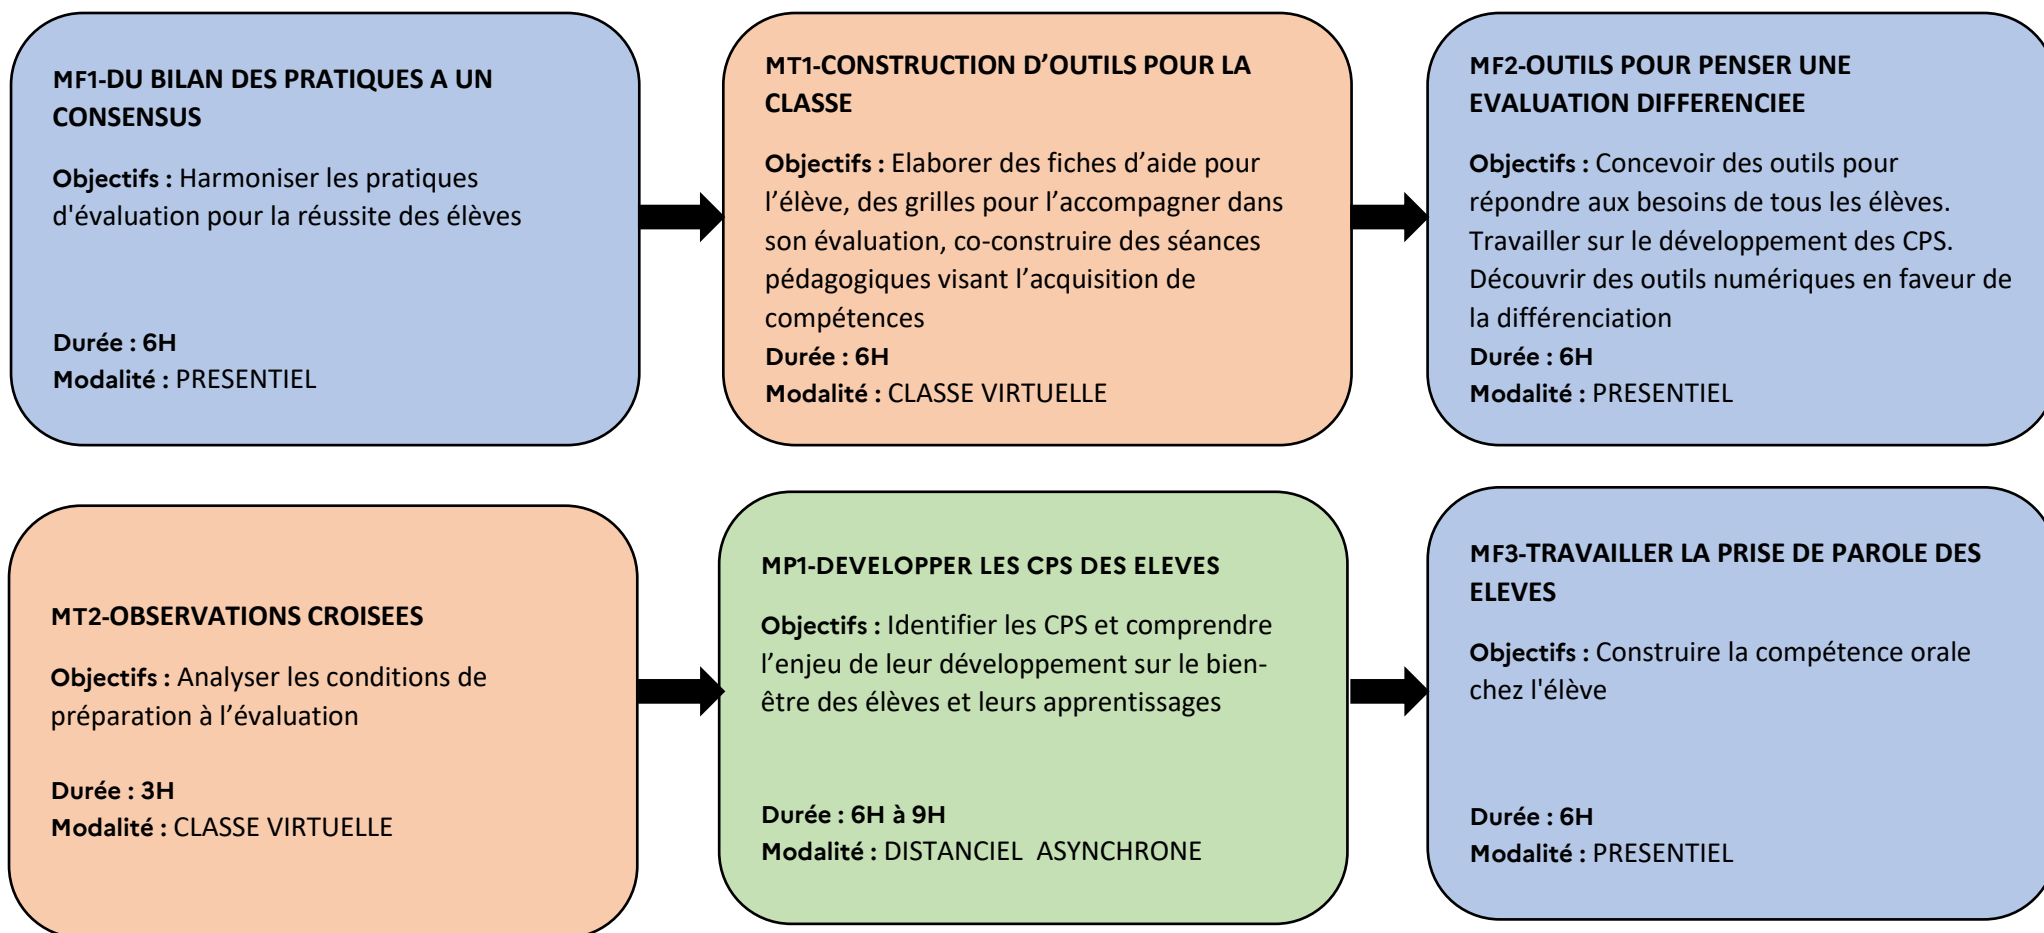 MF1-DU BILAN DES PRATIQUES A UN
CONSENSUS
Objectifs : Harmoniser les pratiques
d'évaluation pour la réussite des élèves
Durée : 6H
Modalité : PRESENTIEL
MT1-CONSTRUCTION D’OUTILS POUR LA
CLASSE
Objectifs : Elaborer des fiches d’aide pour
l’élève, des grilles pour l’accompagner dans
son évaluation, co-construire des séances
pédagogiques visant l’acquisition de
compétences
Durée : 6H
Modalité : CLASSE VIRTUELLE
MF2-OUTILS POUR PENSER UNE
EVALUATION DIFFERENCIEE
Objectifs : Concevoir des outils pour
répondre aux besoins de tous les élèves.
Travailler sur le développement des CPS.
Découvrir des outils numériques en faveur de
la différenciation
Durée : 6H
Modalité : PRESENTIEL
MT2-OBSERVATIONS CROISEES
Objectifs : Analyser les conditions de
préparation à l’évaluation
Durée : 3H
Modalité : CLASSE VIRTUELLE
MP1-DEVELOPPER LES CPS DES ELEVES
Objectifs : Identifier les CPS et comprendre
l’enjeu de leur développement sur le bien-
être des élèves et leurs apprentissages
Durée : 6H à 9H
Modalité : DISTANCIEL ASYNCHRONE
MF3-TRAVAILLER LA PRISE DE PAROLE DES
ELEVES
Objectifs : Construire la compétence orale
chez l'élève
Durée : 6H
Modalité : PRESENTIEL